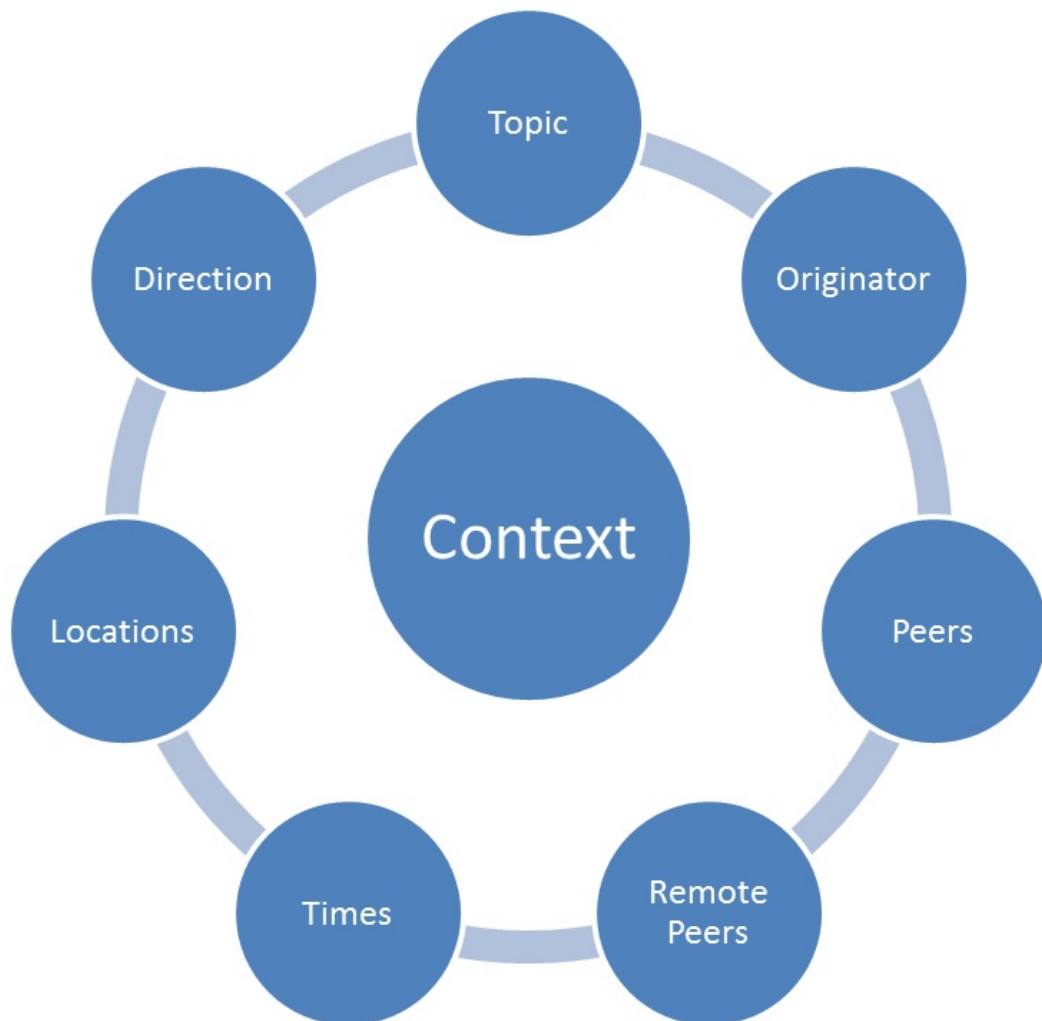 Topic
Direction
Originator
Context
Locations
Peers
Times
Remote
Peers